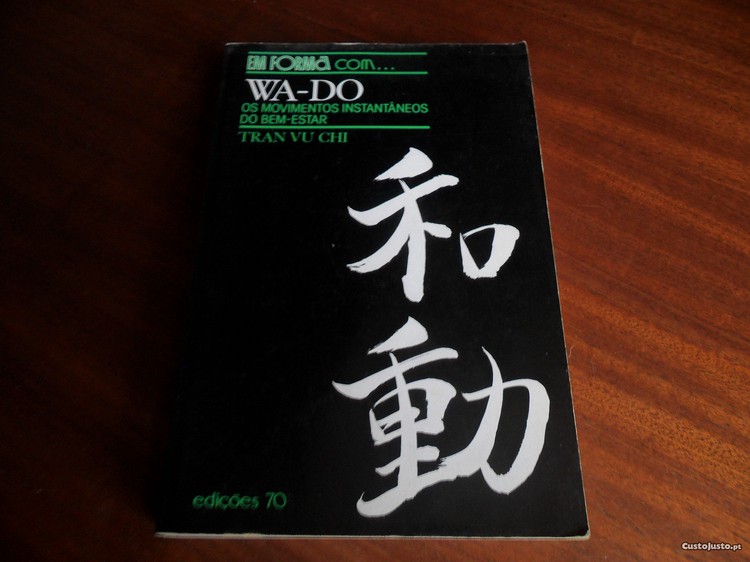 EM FORMA com...
WA-DO
OS MOVIMENTOS INSTANTÂNEOS
DO BEM-ESTAR
TRAN VU CHI
和
動
edições 70
CustoJusto.pt